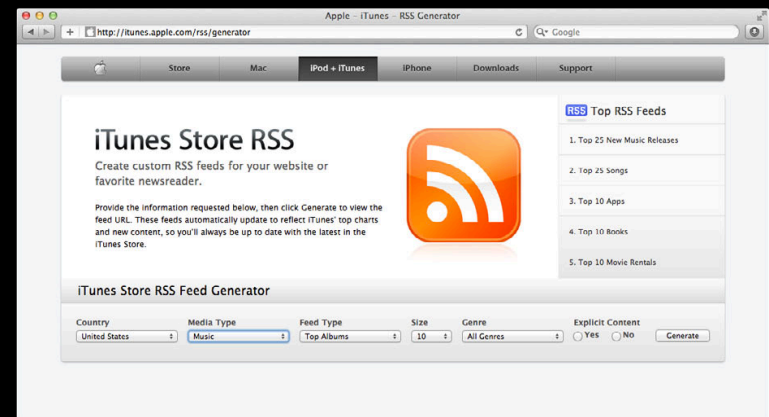 Apple - iTunes - RSS Generator
http://itunes.apple.com/rss/generator
Google
Store Mac iPod + iTunes iPhone Downloads Support
iTunes Store RSS
Create custom RSS feeds for your website or
favorite newsreader.
Provide the information requested below, then click Generate to view the
feed URL. These feeds automatically update to reflect iTunes' top charts
and new content, so you'll always be up to date with the latest in the
iTunes Store.
RSS Top RSS Feeds
1. Top 25 New Music Releases
2. Top 25 Songs
3. Top 10 Apps
4. Top 10 Books
5. Top 10 Movie Rentals
iTunes Store RSS Feed Generator
Country Media Type Feed Type Size Genre Explicit Content
United States Music Top Albums 10 All Genres Yes No Generate